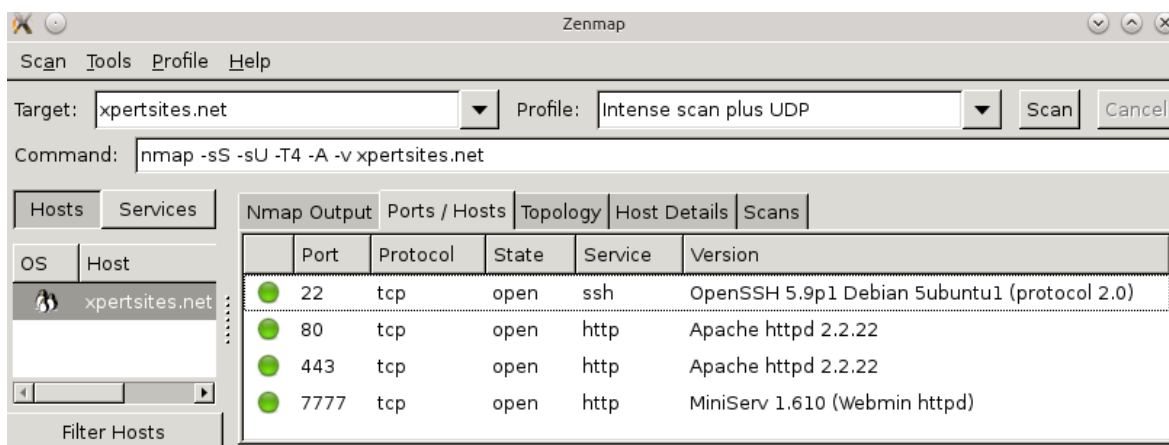 Zenmap
Scan Tools Profile Help
Target: xpertsites.net Profile: Intense scan plus UDP Scan Cancel
Command: nmap -sS -sU -T4 -A -v xpertsites.net
Hosts Services Nmap Output Ports / Hosts Topology Host Details Scans
OS Host Port Protocol State Service Version
xpertsites.net 22 tcp open ssh OpenSSH 5.9p1 Debian 5ubuntu1 (protocol 2.0)
80 tcp open http Apache httpd 2.2.22
443 tcp open http Apache httpd 2.2.22
7777 tcp open http MiniServ 1.610 (Webmin httpd)
Filter Hosts